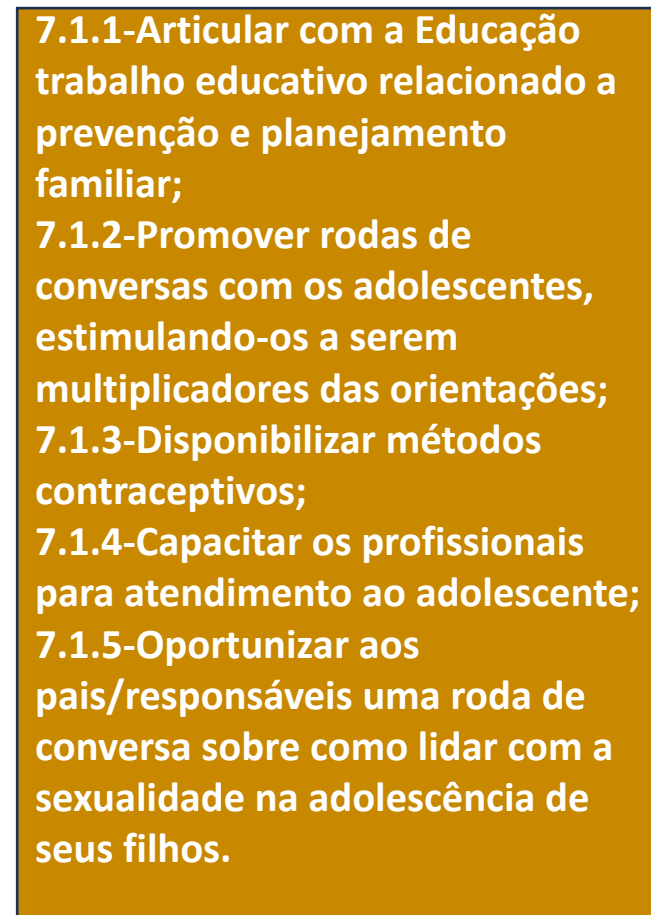 7.1.1-Articular com a Educação
trabalho educativo relacionado a
prevenção e planejamento
familiar;
7.1.2-Promover rodas de
conversas com os adolescentes,
estimulando-os a serem
multiplicadores das orientações;
7.1.3-Disponibilizar métodos
contraceptivos;
7.1.4-Capacitar os profissionais
para atendimento ao adolescente;
7.1.5-Oportunizar aos
pais/responsáveis uma roda de
conversa sobre como lidar com a
sexualidade na adolescência de
seus filhos.